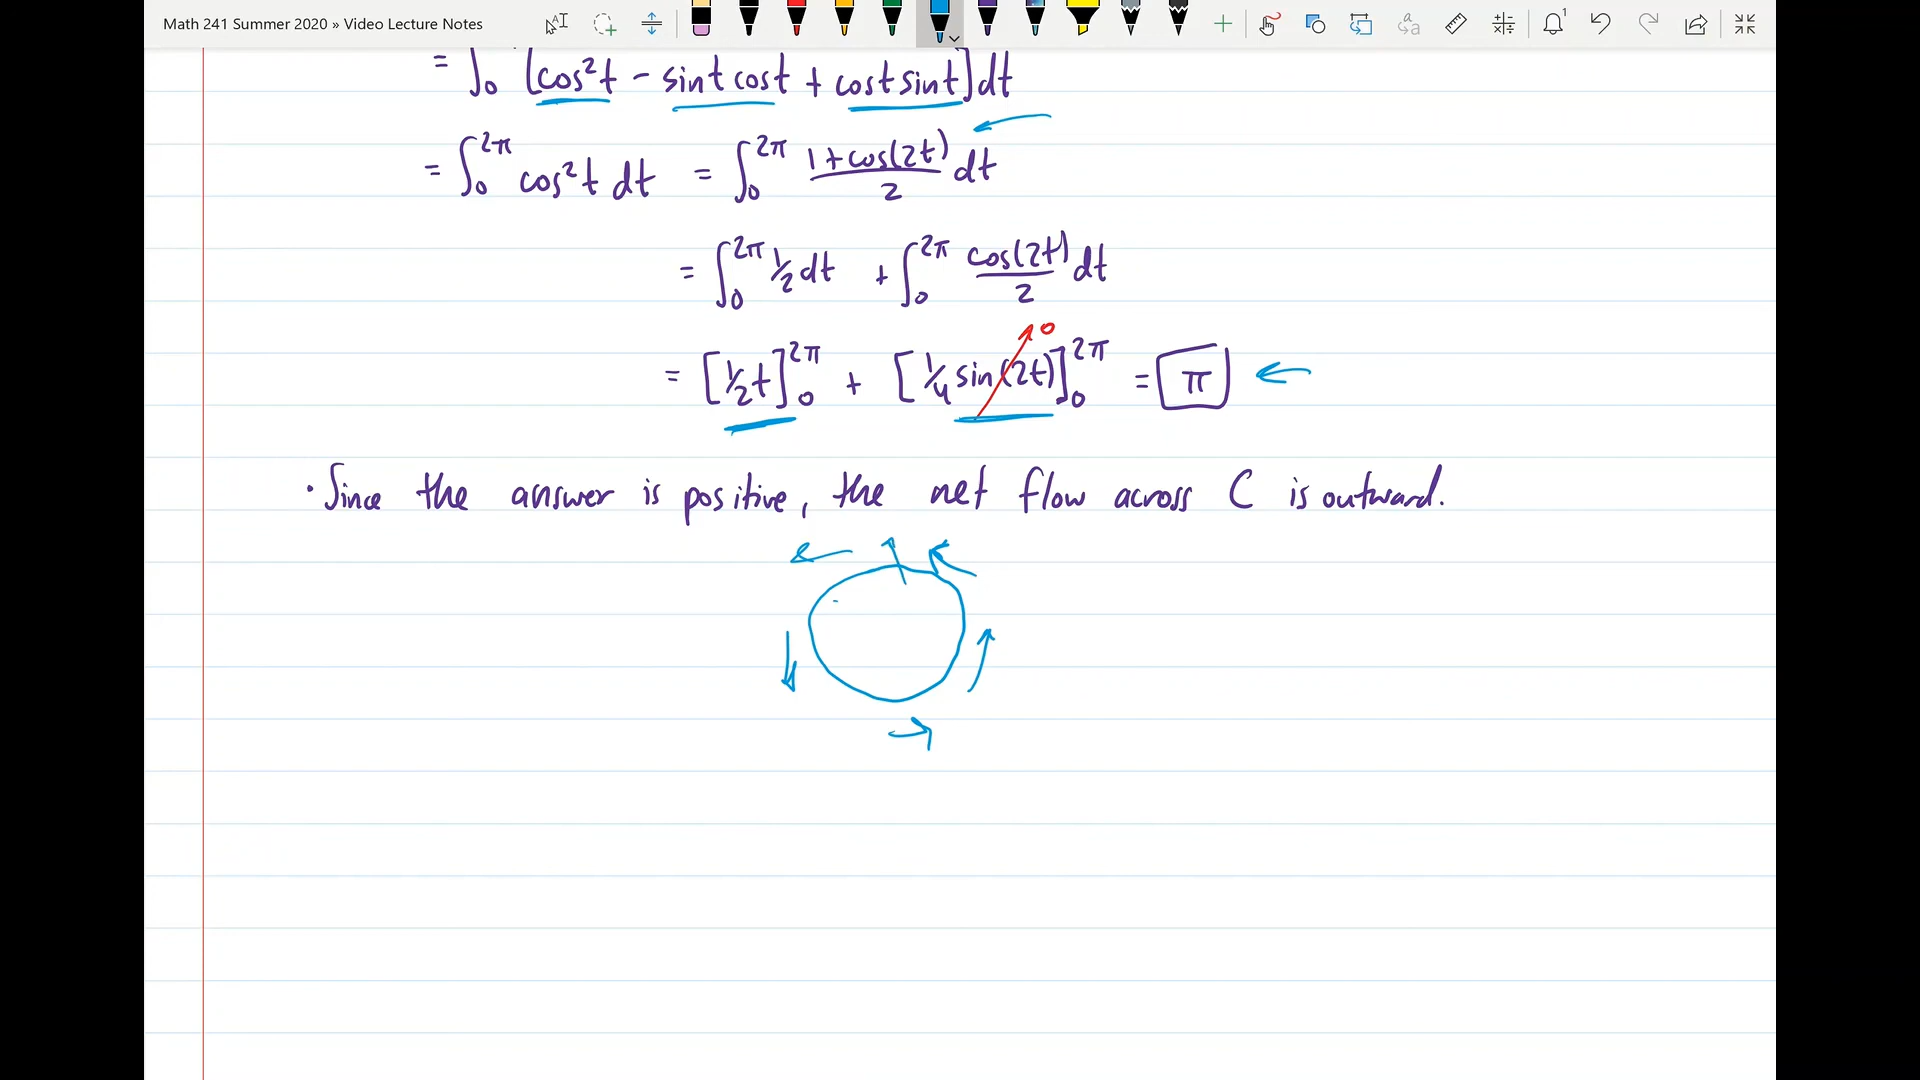 Math 241 Summer 2020 » Video Lecture Notes
= ∫₀ [cos²t - sint cost + cost sint] dt
= ∫₀^2π cos²t dt = ∫₀^2π (1+cos(2t))/2 dt
= ∫₀^2π 1/2 dt + ∫₀^2π cos(2t)/2 dt
= [1/2 t]₀^2π + [1/4 sin(2t)]₀^2π 0 = π
· Since the answer is positive, the net flow across C is outward.